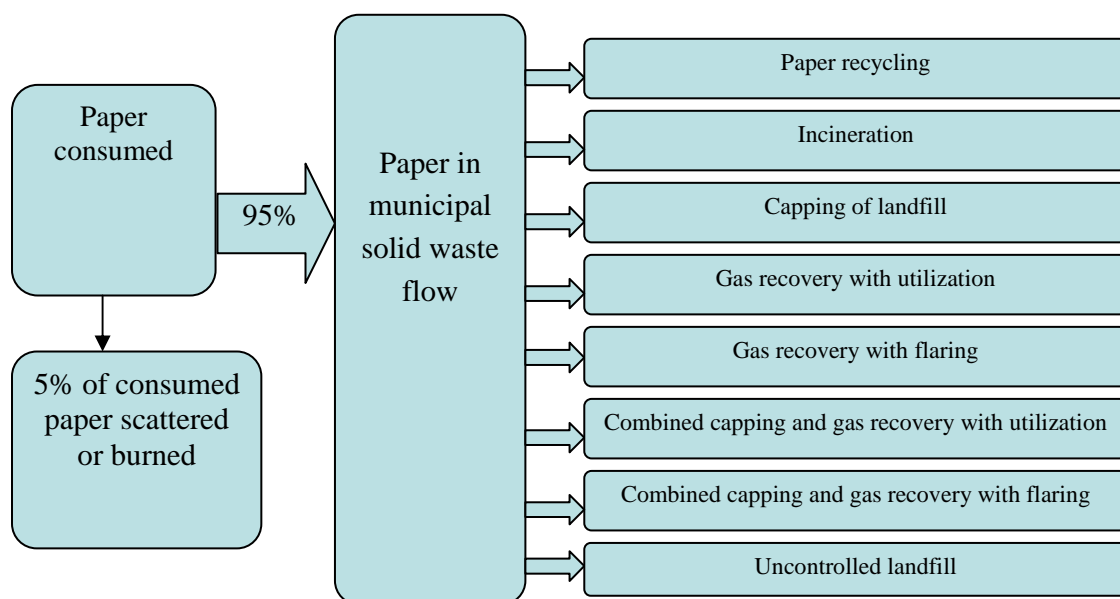 Paper
consumed
95%
5% of consumed
paper scattered
or burned
Paper in
municipal
solid waste
flow
Paper recycling
Incineration
Capping of landfill
Gas recovery with utilization
Gas recovery with flaring
Combined capping and gas recovery with utilization
Combined capping and gas recovery with flaring
Uncontrolled landfill